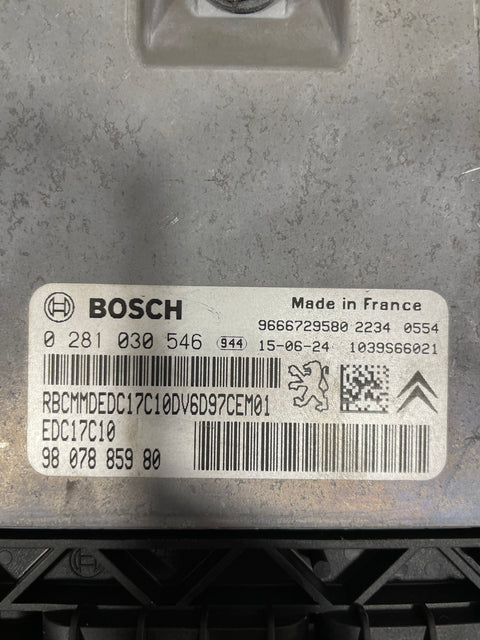 BOSCH
Made in France
9666729580 2234 0554
0 281 030 546 944 15-06-24 1039S66021
RBCMMDEDC17C10DV6D97CEM01
EDC17C10
98 078 859 80